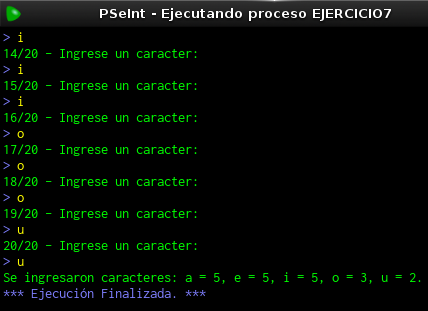 PSeInt - Ejecutando proceso EJERCICIO7
> i
14/20 - Ingrese un caracter:
> i
15/20 - Ingrese un caracter:
> i
16/20 - Ingrese un caracter:
> o
17/20 - Ingrese un caracter:
> o
18/20 - Ingrese un caracter:
> o
19/20 - Ingrese un caracter:
> u
20/20 - Ingrese un caracter:
> u
Se ingresaron caracteres: a = 5, e = 5, i = 5, o = 3, u = 2.
*** Ejecución Finalizada. ***